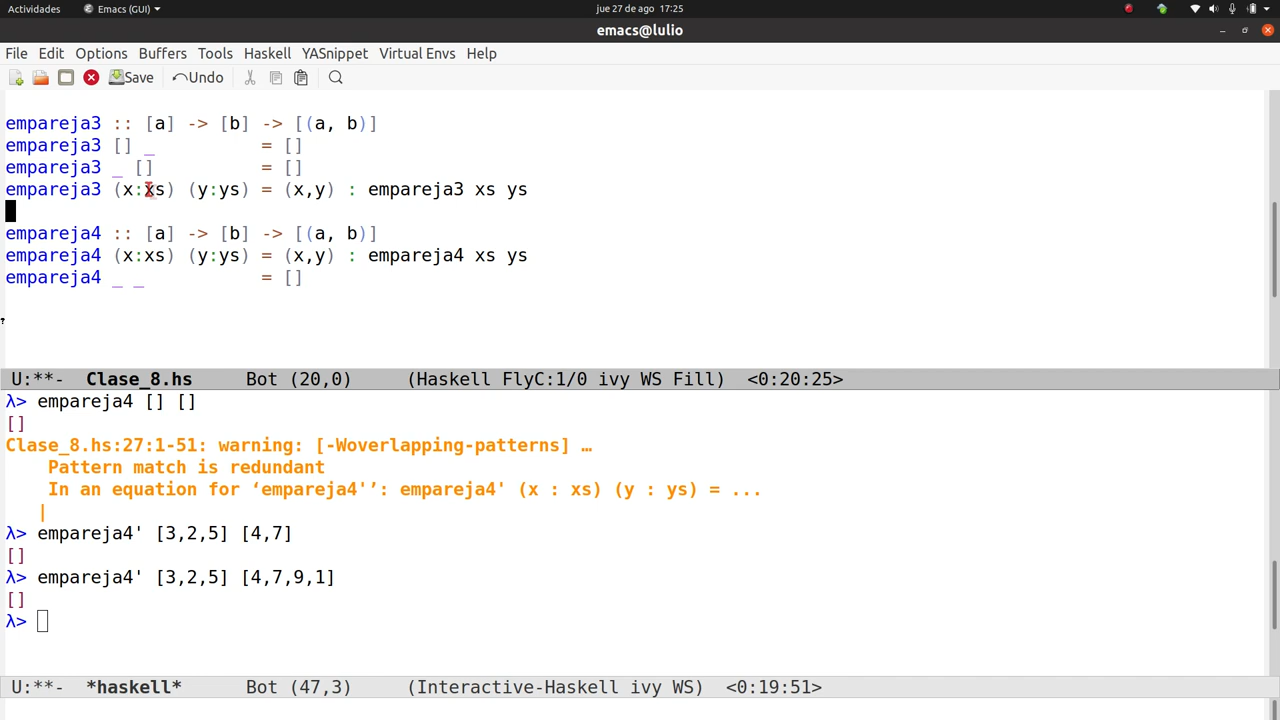 Actividades Emacs (GUI) jue 27 de ago 17:25
emacs@lulio
File Edit Options Buffers Tools Haskell YASnippet Virtual Envs Help
Save Undo
empareja3 :: [a] -> [b] -> [(a, b)]
empareja3 [] _ = []
empareja3 _ [] = []
empareja3 (x:xs) (y:ys) = (x,y) : empareja3 xs ys
empareja4 :: [a] -> [b] -> [(a, b)]
empareja4 (x:xs) (y:ys) = (x,y) : empareja4 xs ys
empareja4 _ _ = []
U:**- Clase_8.hs Bot (20,0) (Haskell FlyC:1/0 ivy WS Fill) <0:20:25>
λ> empareja4 [] []
[]
Clase_8.hs:27:1-51: warning: [-Woverlapping-patterns] …
Pattern match is redundant
In an equation for ‘empareja4'’: empareja4' (x : xs) (y : ys) = ...
|
λ> empareja4' [3,2,5] [4,7]
[]
λ> empareja4' [3,2,5] [4,7,9,1]
[]
λ>
U:**- *haskell* Bot (47,3) (Interactive-Haskell ivy WS) <0:19:51>